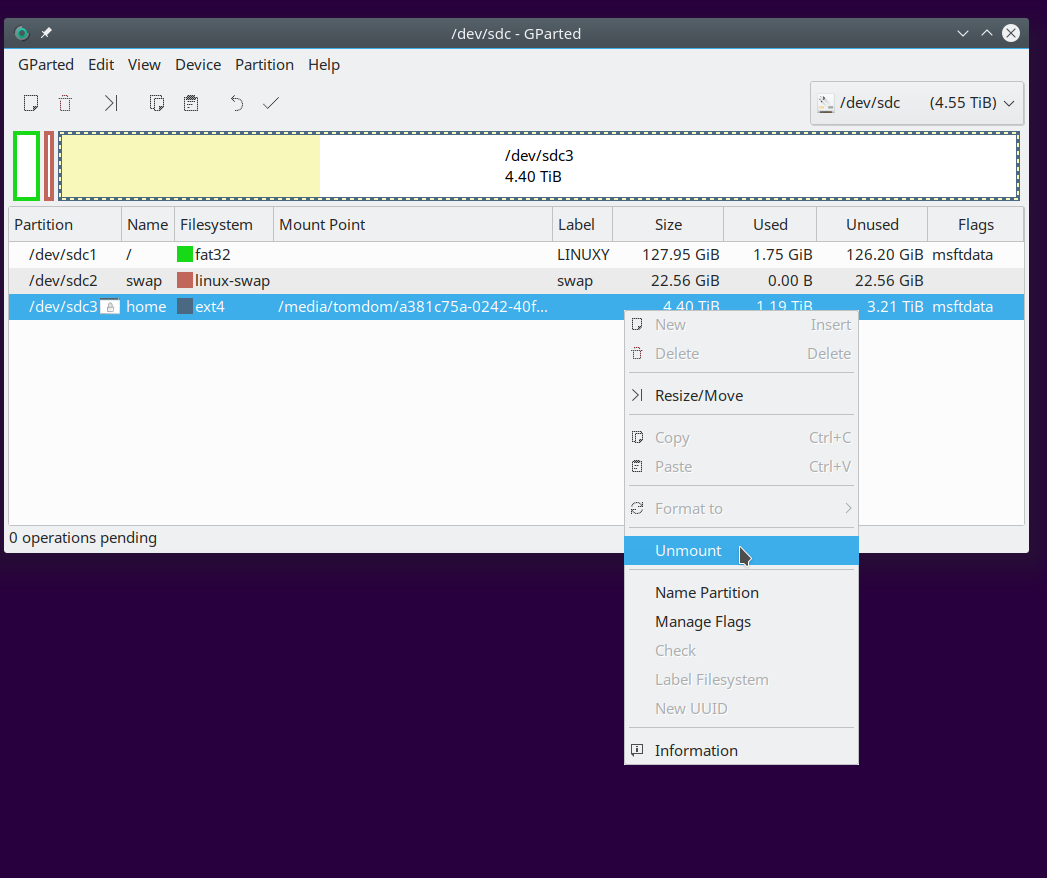 /dev/sdc - GParted
GParted Edit View Device Partition Help
/dev/sdc (4.55 TiB)
/dev/sdc3
4.40 TiB
Partition Name Filesystem Mount Point Label Size Used Unused Flags
/dev/sdc1 / fat32 LINUXY 127.95 GiB 1.75 GiB 126.20 GiB msftdata
/dev/sdc2 swap linux-swap swap 22.56 GiB 0.00 B 22.56 GiB
/dev/sdc3 home ext4 /media/tomdom/a381c75a-0242-40f... 4.40 TiB 1.19 TiB 3.21 TiB msftdata
New Insert
Delete Delete
Resize/Move
Copy Ctrl+C
Paste Ctrl+V
Format to
Unmount
Name Partition
Manage Flags
Check
Label Filesystem
New UUID
Information
0 operations pending